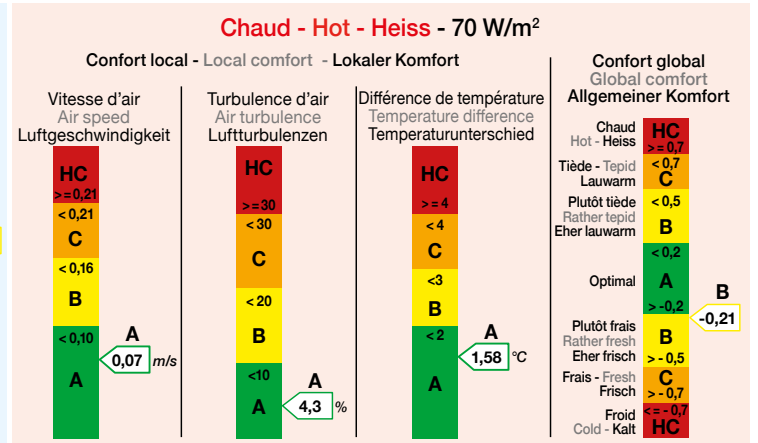 Chaud - Hot - Heiss - 70 W/m²
Confort local - Local comfort - Lokaler Komfort
Vitesse d'air
Air speed
Luftgeschwindigkeit
HC
>= 0,21
< 0,21
C
< 0,16
B
< 0,10
A
A
0,07 m/s
Turbulence d'air
Air turbulence
Luftturbulenzen
HC
>= 30
< 30
C
< 20
B
<10
A
A
4,3 %
Différence de température
Temperature difference
Temperaturunterschied
HC
>= 4
< 4
C
<3
B
< 2
A
A
1,58 °C
Confort global
Global comfort
Allgemeiner Komfort
Chaud
Hot - Heiss
HC
>= 0,7
Tiède - Tepid
Lauwarm
< 0,7
C
Plutôt tiède
Rather tepid
Eher lauwarm
< 0,5
B
Optimal
< 0,2
A
> -0,2
B
-0,21
Plutôt frais
Rather fresh
Eher frisch
B
> - 0,5
Frais - Fresh
Frisch
C
> - 0,7
Froid
Cold - Kalt
<= - 0,7
HC